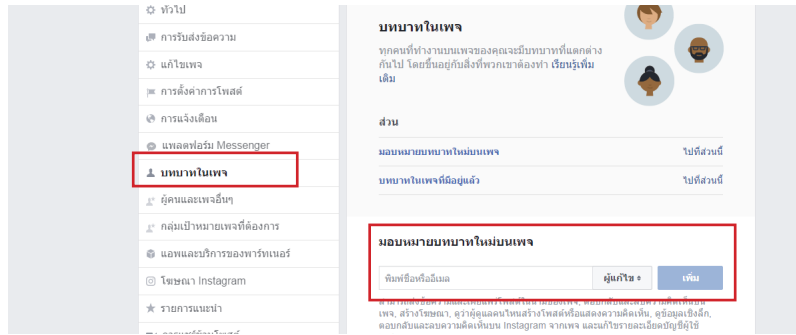 ทั่วไป
การรับส่งข้อความ
แก้ไขเพจ
การตั้งค่าการโพสต์
การแจ้งเตือน
แพลตฟอร์ม Messenger
บทบาทในเพจ
ผู้คนและเพจอื่นๆ
กลุ่มเป้าหมายเพจที่ต้องการ
แอพและบริการของพาร์ทเนอร์
โฆษณา Instagram
รายการแนะนำ
บทบาทในเพจ
ทุกคนที่ทำงานบนเพจของคุณจะมีบทบาทที่แตกต่าง
กันไป โดยขึ้นอยู่กับสิ่งที่พวกเขาต้องทำ เรียนรู้เพิ่ม
เติม
ส่วน
มอบหมายบทบาทใหม่บนเพจ ไปที่ส่วนนี้
บทบาทในเพจที่มีอยู่แล้ว ไปที่ส่วนนี้
มอบหมายบทบาทใหม่บนเพจ
พิมพ์ชื่อหรืออีเมล ผู้แก้ไข เพิ่ม
เพจ, สร้างโฆษณา, ดูว่าผู้ดูแลคนไหนสร้างโพสต์หรือแสดงความคิดเห็น, ดูข้อมูลเชิงลึก,
ตอบกลับและลบความคิดเห็นบน Instagram จากเพจ และแก้ไขรายละเอียดบัญชีผู้ใช้